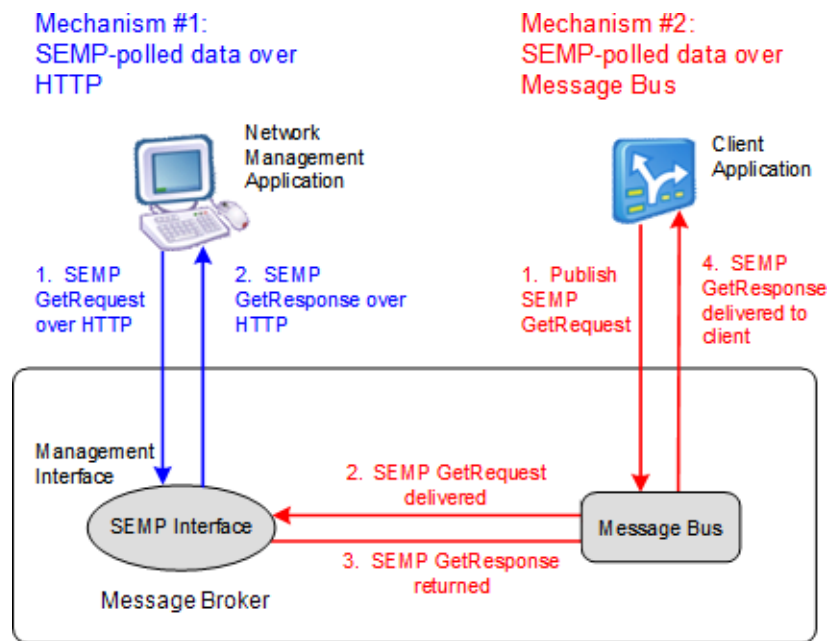 Mechanism #1:
SEMP-polled data over
HTTP
Mechanism #2:
SEMP-polled data over
Message Bus
Network
Management
Application
Client
Application
1. SEMP
GetRequest
over HTTP
2. SEMP
GetResponse over
HTTP
1. Publish
SEMP
GetRequest
4. SEMP
GetResponse
delivered to
client
Management
Interface
2. SEMP GetRequest
delivered
SEMP Interface
Message Bus
3. SEMP GetResponse
returned
Message Broker